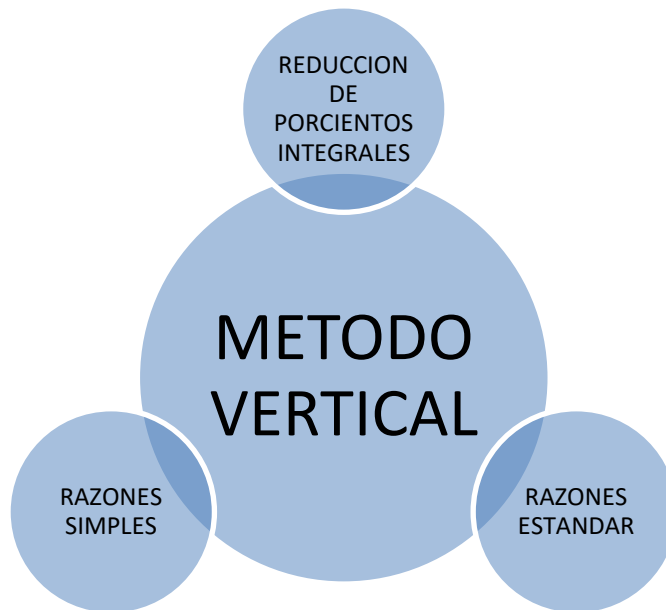 REDUCCION
DE
PORCIENTOS
INTEGRALES
METODO
VERTICAL
RAZONES
SIMPLES
RAZONES
ESTANDAR